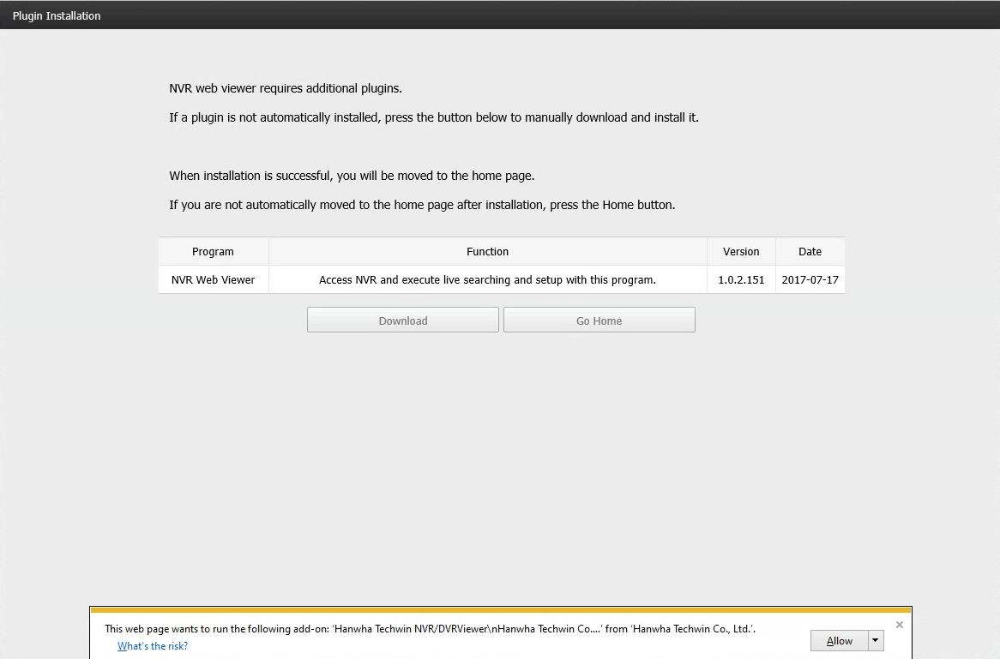 Plugin Installation
NVR web viewer requires additional plugins.
If a plugin is not automatically installed, press the button below to manually download and install it.
When installation is successful, you will be moved to the home page.
If you are not automatically moved to the home page after installation, press the Home button.
Program Function Version Date
NVR Web Viewer Access NVR and execute live searching and setup with this program. 1.0.2.151 2017-07-17
Download Go Home
This web page wants to run the following add-on: ‘Hanwha Techwin NVR/DVRViewer\nHanwha Techwin Co....’ from ‘Hanwha Techwin Co., Ltd.’.
What's the risk?
Allow